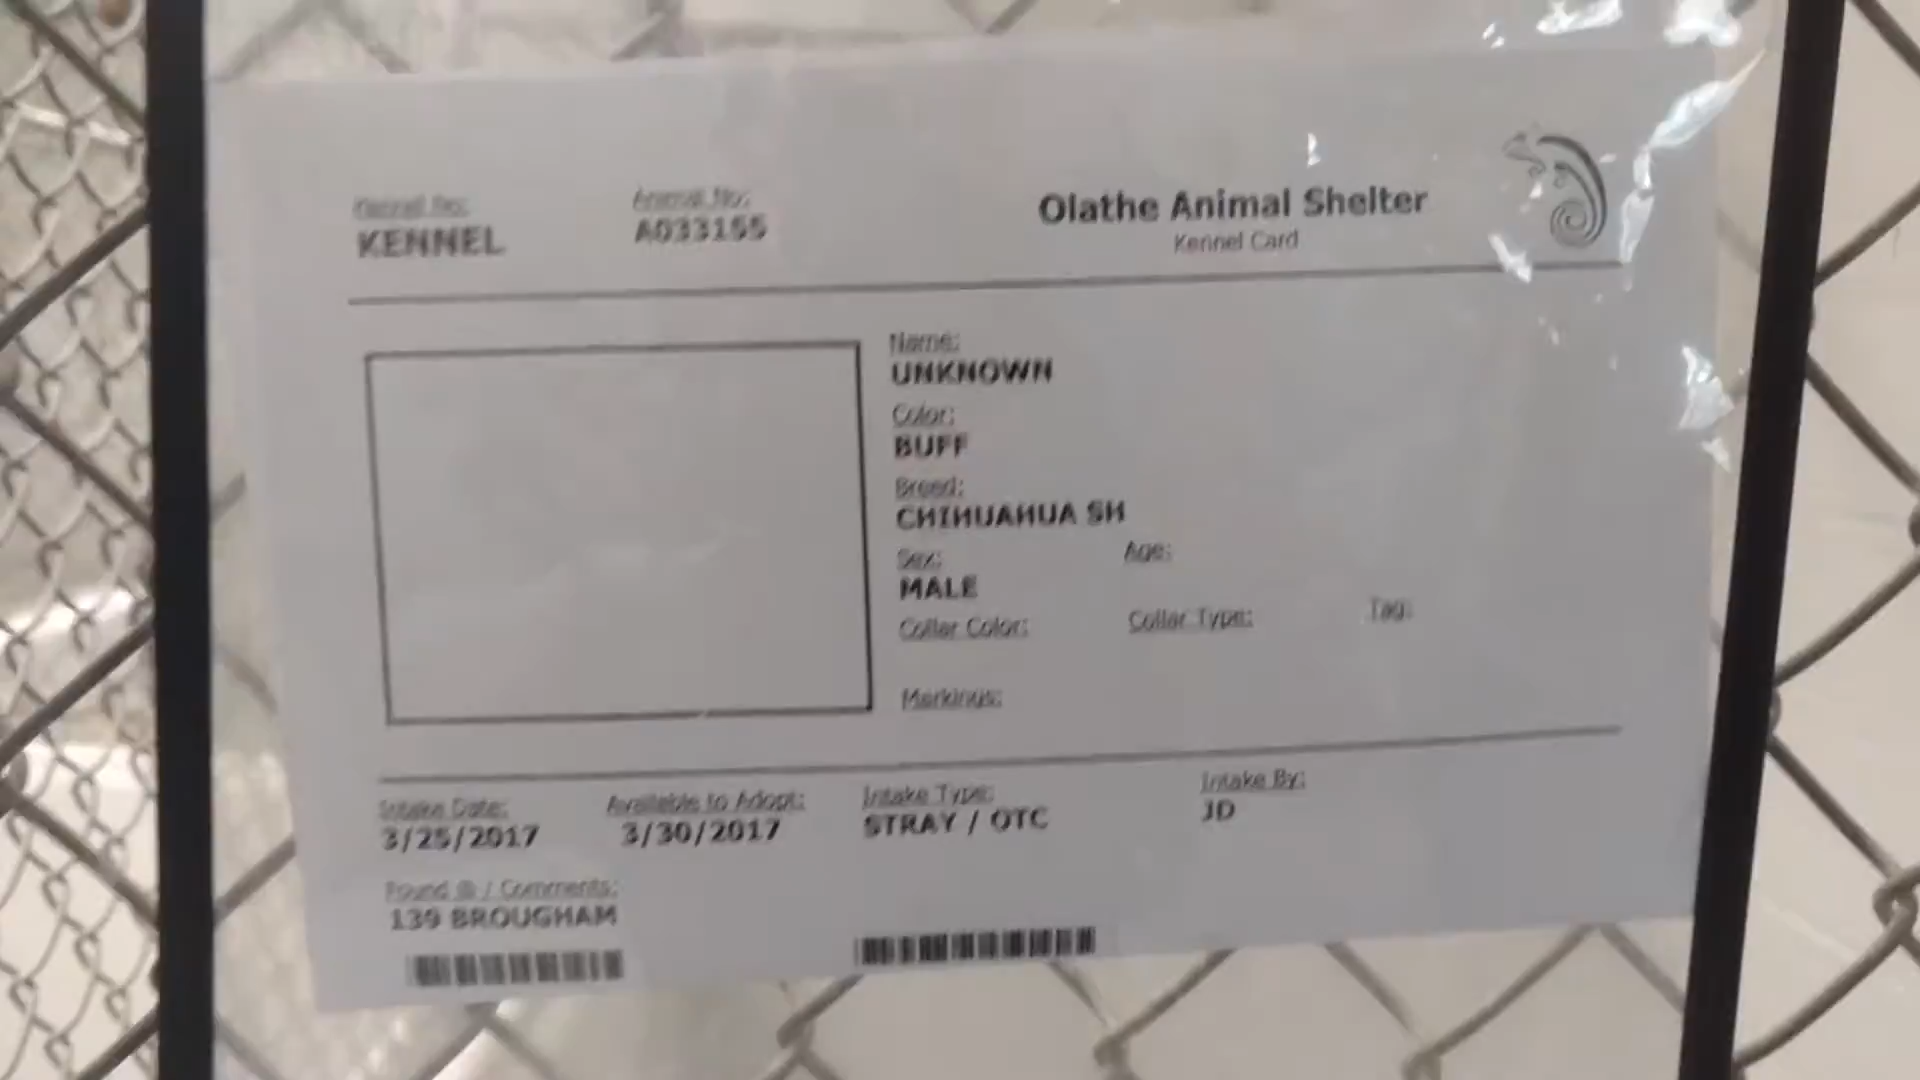 Kennel No:
KENNEL
Animal No:
A033155
Olathe Animal Shelter
Kennel Card
Name:
UNKNOWN
Color:
BUFF
Breed:
CHIHUAHUA SH
Sex:
MALE
Age:
Collar Color:
Collar Type:
Tag:
Markings:
Intake Date:
3/25/2017
Available to Adopt:
3/30/2017
Intake Type:
STRAY / OTC
Intake By:
JD
Found @ / Comments:
139 BROUGHAM